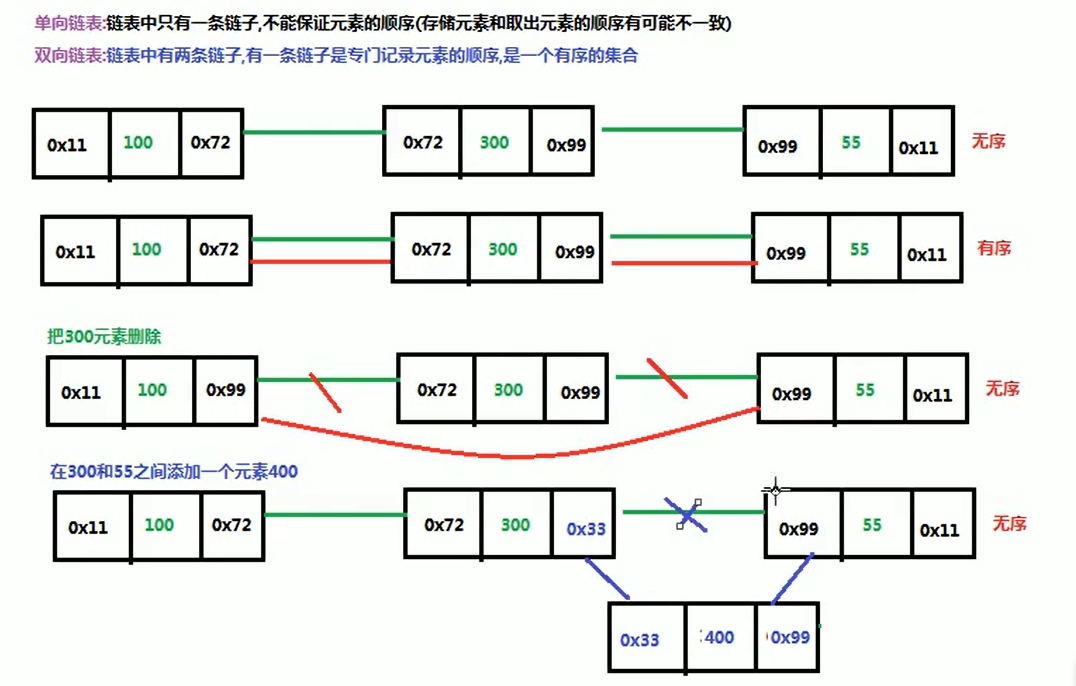 单向链表:链表中只有一条链子,不能保证元素的顺序(存储元素和取出元素的顺序有可能不一致)
双向链表:链表中有两条链子,有一条链子是专门记录元素的顺序,是一个有序的集合
0x11 100 0x72 0x72 300 0x99 0x99 55 0x11 无序
0x11 100 0x72 0x72 300 0x99 0x99 55 0x11 有序
把300元素删除
0x11 100 0x99 0x72 300 0x99 0x99 55 0x11 无序
在300和55之间添加一个元素400
0x11 100 0x72 0x72 300 0x33 0x99 55 0x11 无序
0x33 400 0x99